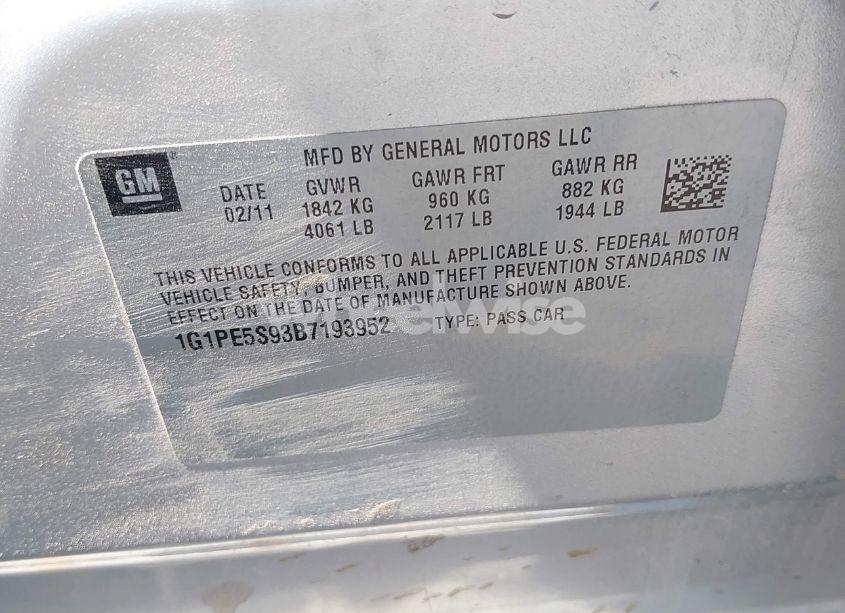 MFD BY GENERAL MOTORS LLC
GM
DATE GVWR GAWR FRT GAWR RR
02/11 1842 KG 960 KG 882 KG
4061 LB 2117 LB 1944 LB
THIS VEHICLE CONFORMS TO ALL APPLICABLE U.S. FEDERAL MOTOR
VEHICLE SAFETY, BUMPER, AND THEFT PREVENTION STANDARDS IN
EFFECT ON THE DATE OF MANUFACTURE SHOWN ABOVE.
1G1PE5S93B7193952 TYPE: PASS CAR